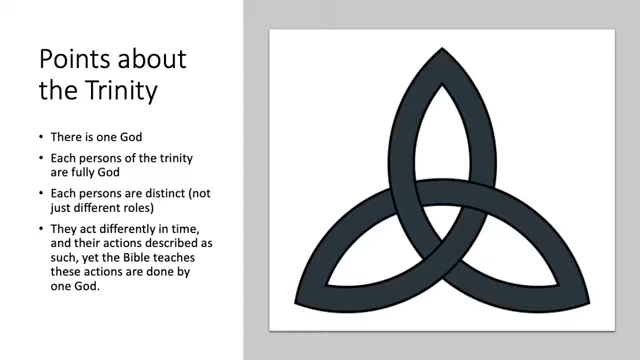 Points about
the Trinity
• There is one God
• Each persons of the trinity
are fully God
• Each persons are distinct (not
just different roles)
• They act differently in time,
and their actions described as
such, yet the Bible teaches
these actions are done by
one God.